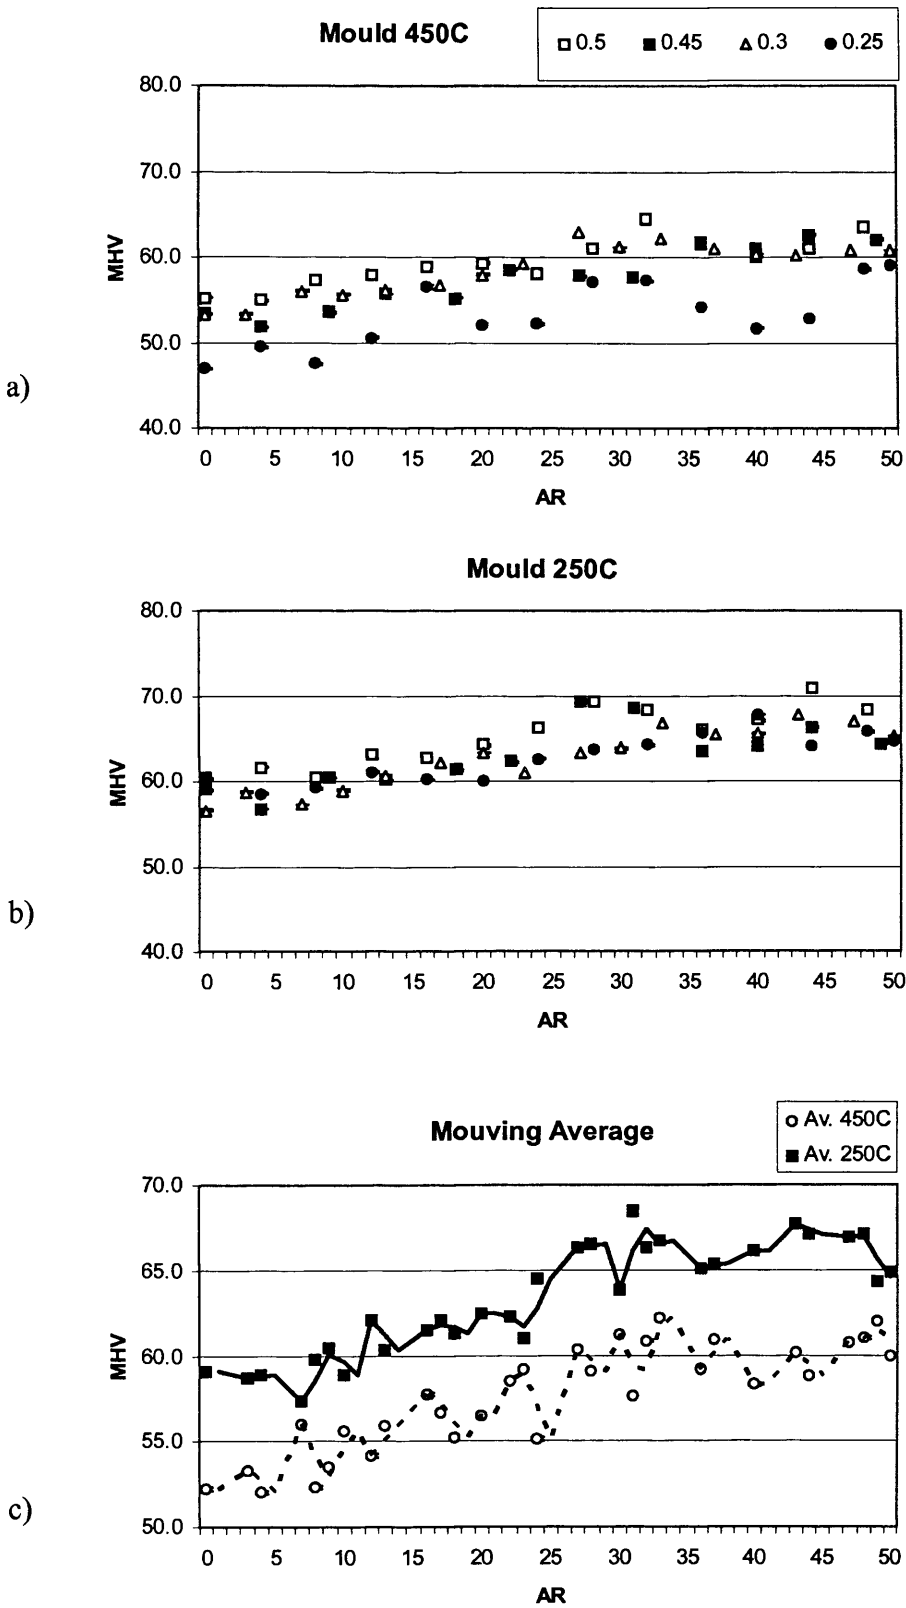 Mould 450C
0.5 0.45 0.3 0.25
80.0
70.0
60.0
50.0
40.0
MHV
0 5 10 15 20 25 30 35 40 45 50
AR
a)
Mould 250C
80.0
70.0
60.0
50.0
40.0
MHV
0 5 10 15 20 25 30 35 40 45 50
AR
b)
Mouving Average
Av. 450C
Av. 250C
70.0
65.0
60.0
55.0
50.0
MHV
0 5 10 15 20 25 30 35 40 45 50
AR
c)